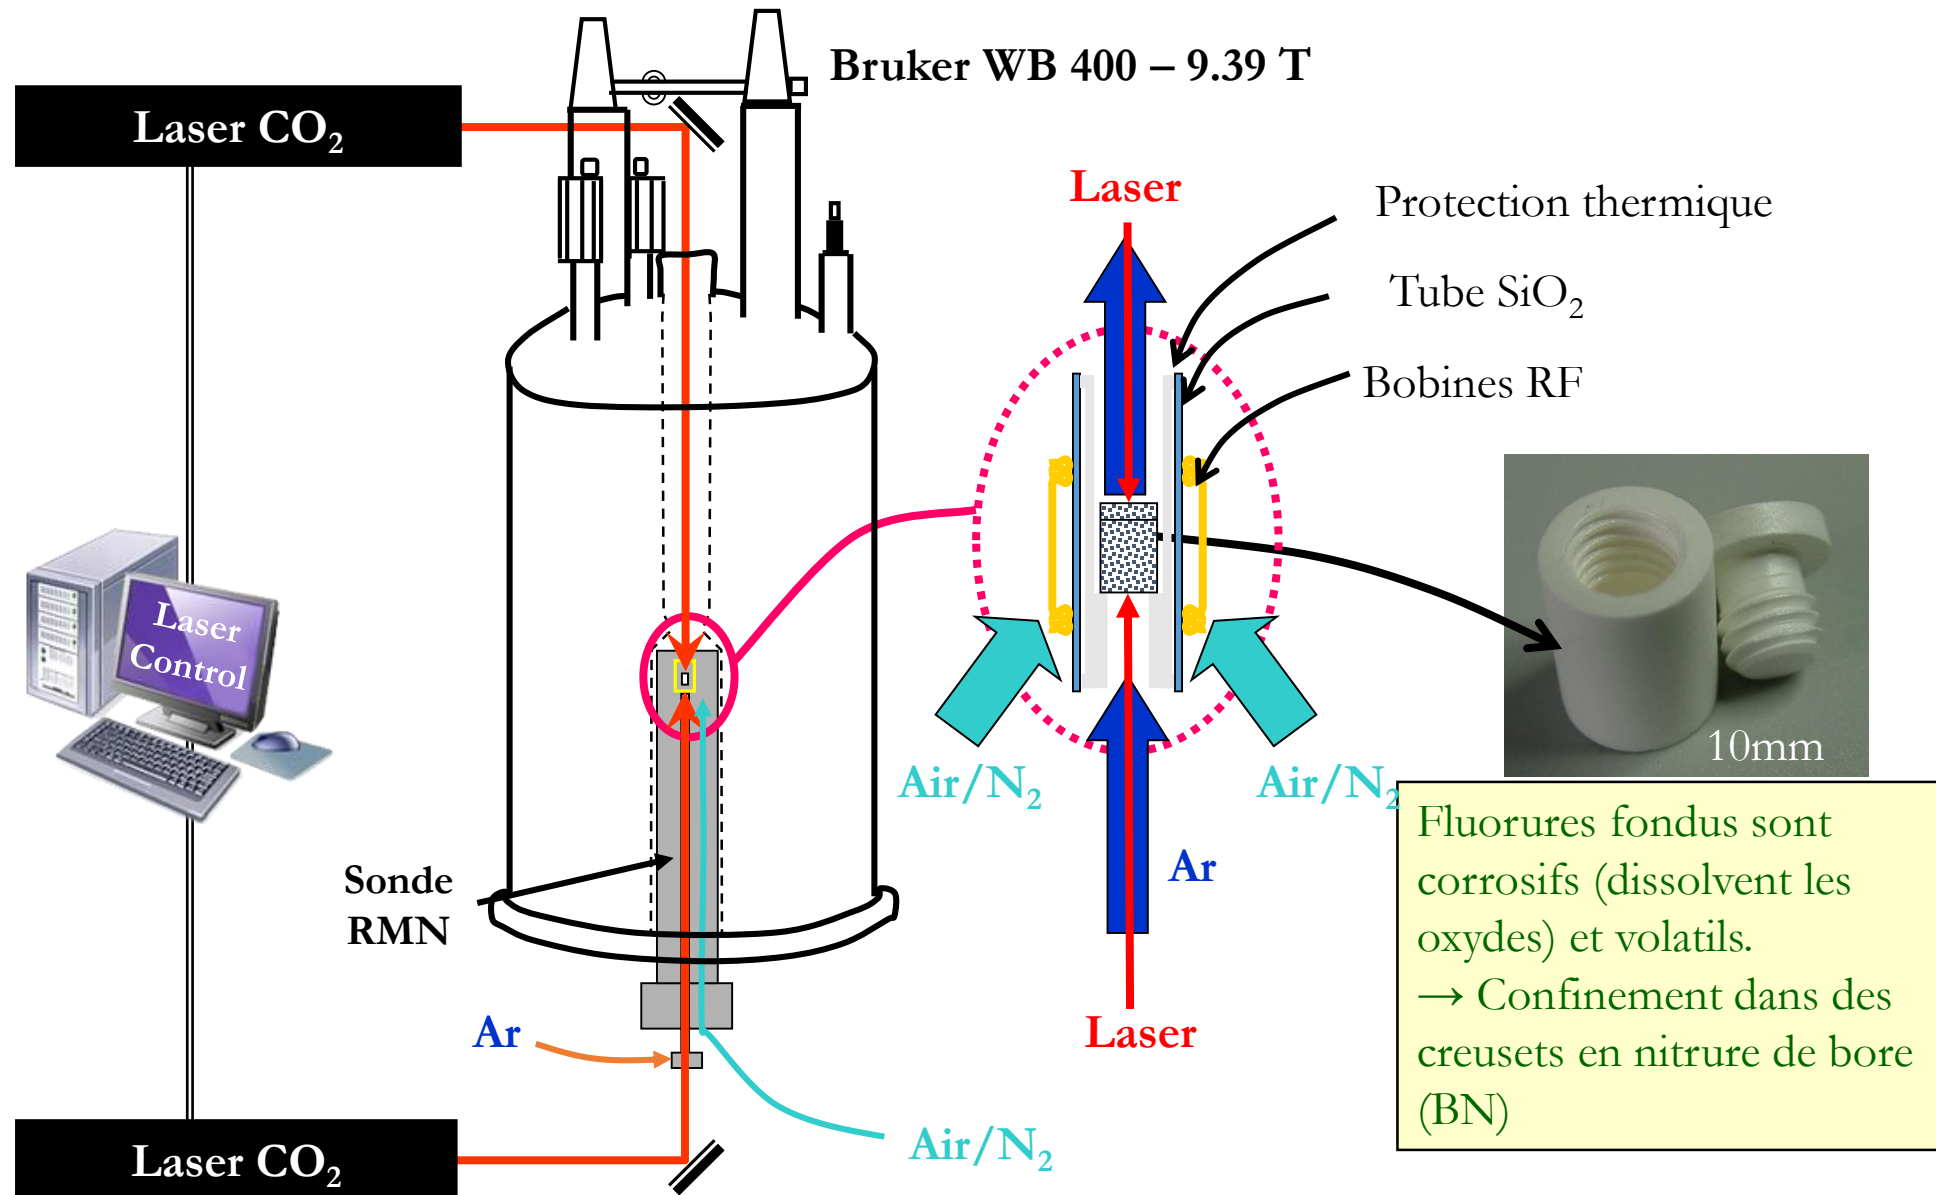 Bruker WB 400 – 9.39 T
Laser CO₂
Laser
Protection thermique
Tube SiO₂
Bobines RF
Laser
Control
10mm
Air/N₂
Air/N₂
Fluorures fondus sont
corrosifs (dissolvent les
oxydes) et volatils.
→ Confinement dans des
creusets en nitrure de bore
(BN)
Sonde
RMN
Ar
Ar
Laser
Air/N₂
Laser CO₂